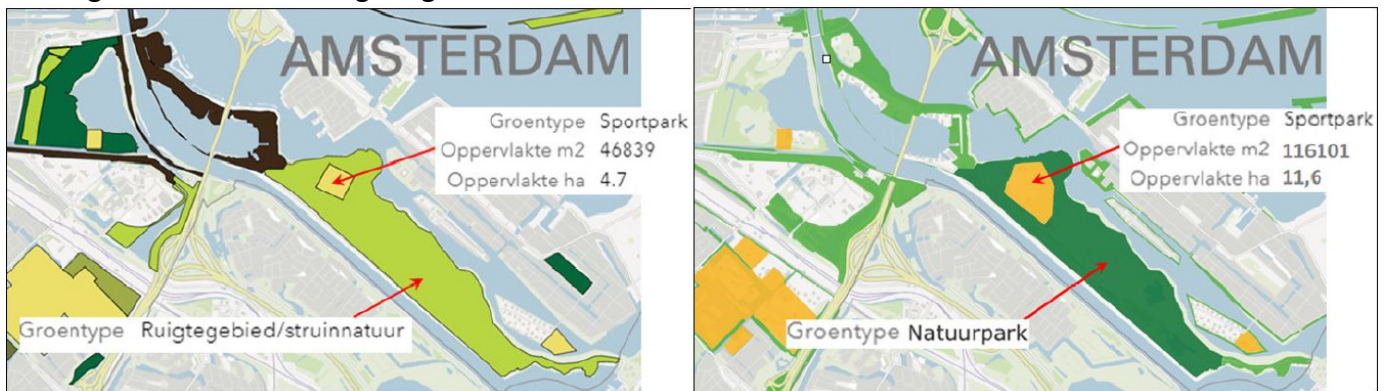 AMSTERDAM
Groentype Sportpark
Oppervlakte m2 46839
Oppervlakte ha 4.7
Groentype Ruigtegebied/struinnatuur
AMSTERDAM
Groentype Sportpark
Oppervlakte m2 116101
Oppervlakte ha 11,6
Groentype Natuurpark